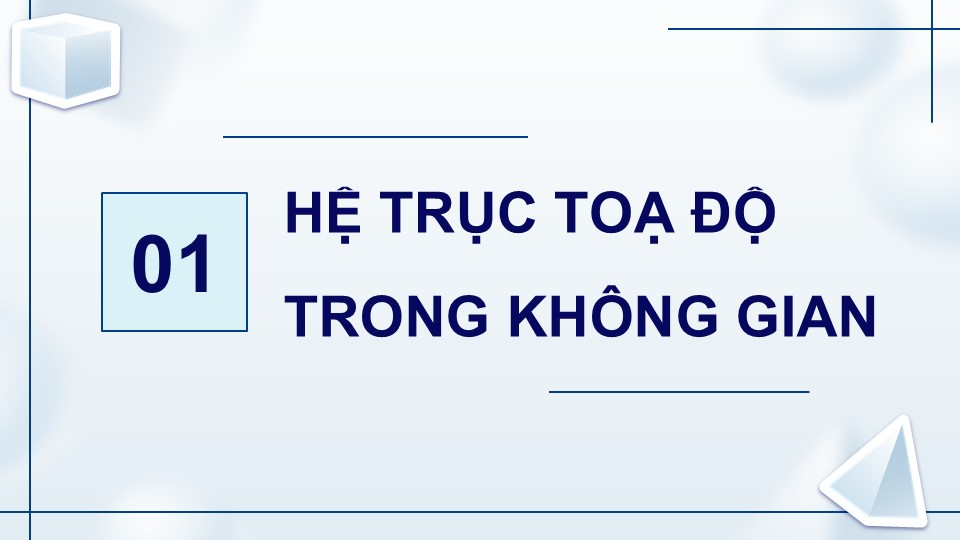 01
HỆ TRỤC TOẠ ĐỘ
TRONG KHÔNG GIAN